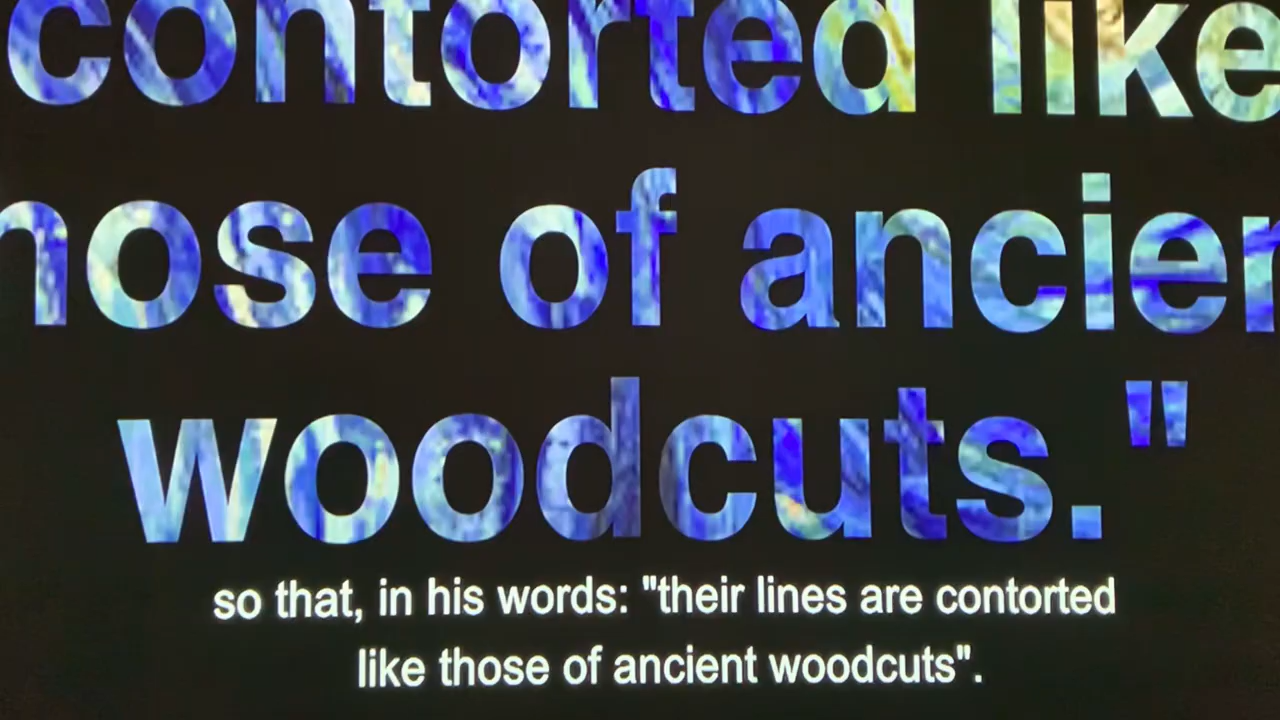 contorted like
hose of ancien
woodcuts."
so that, in his words: "their lines are contorted
like those of ancient woodcuts".